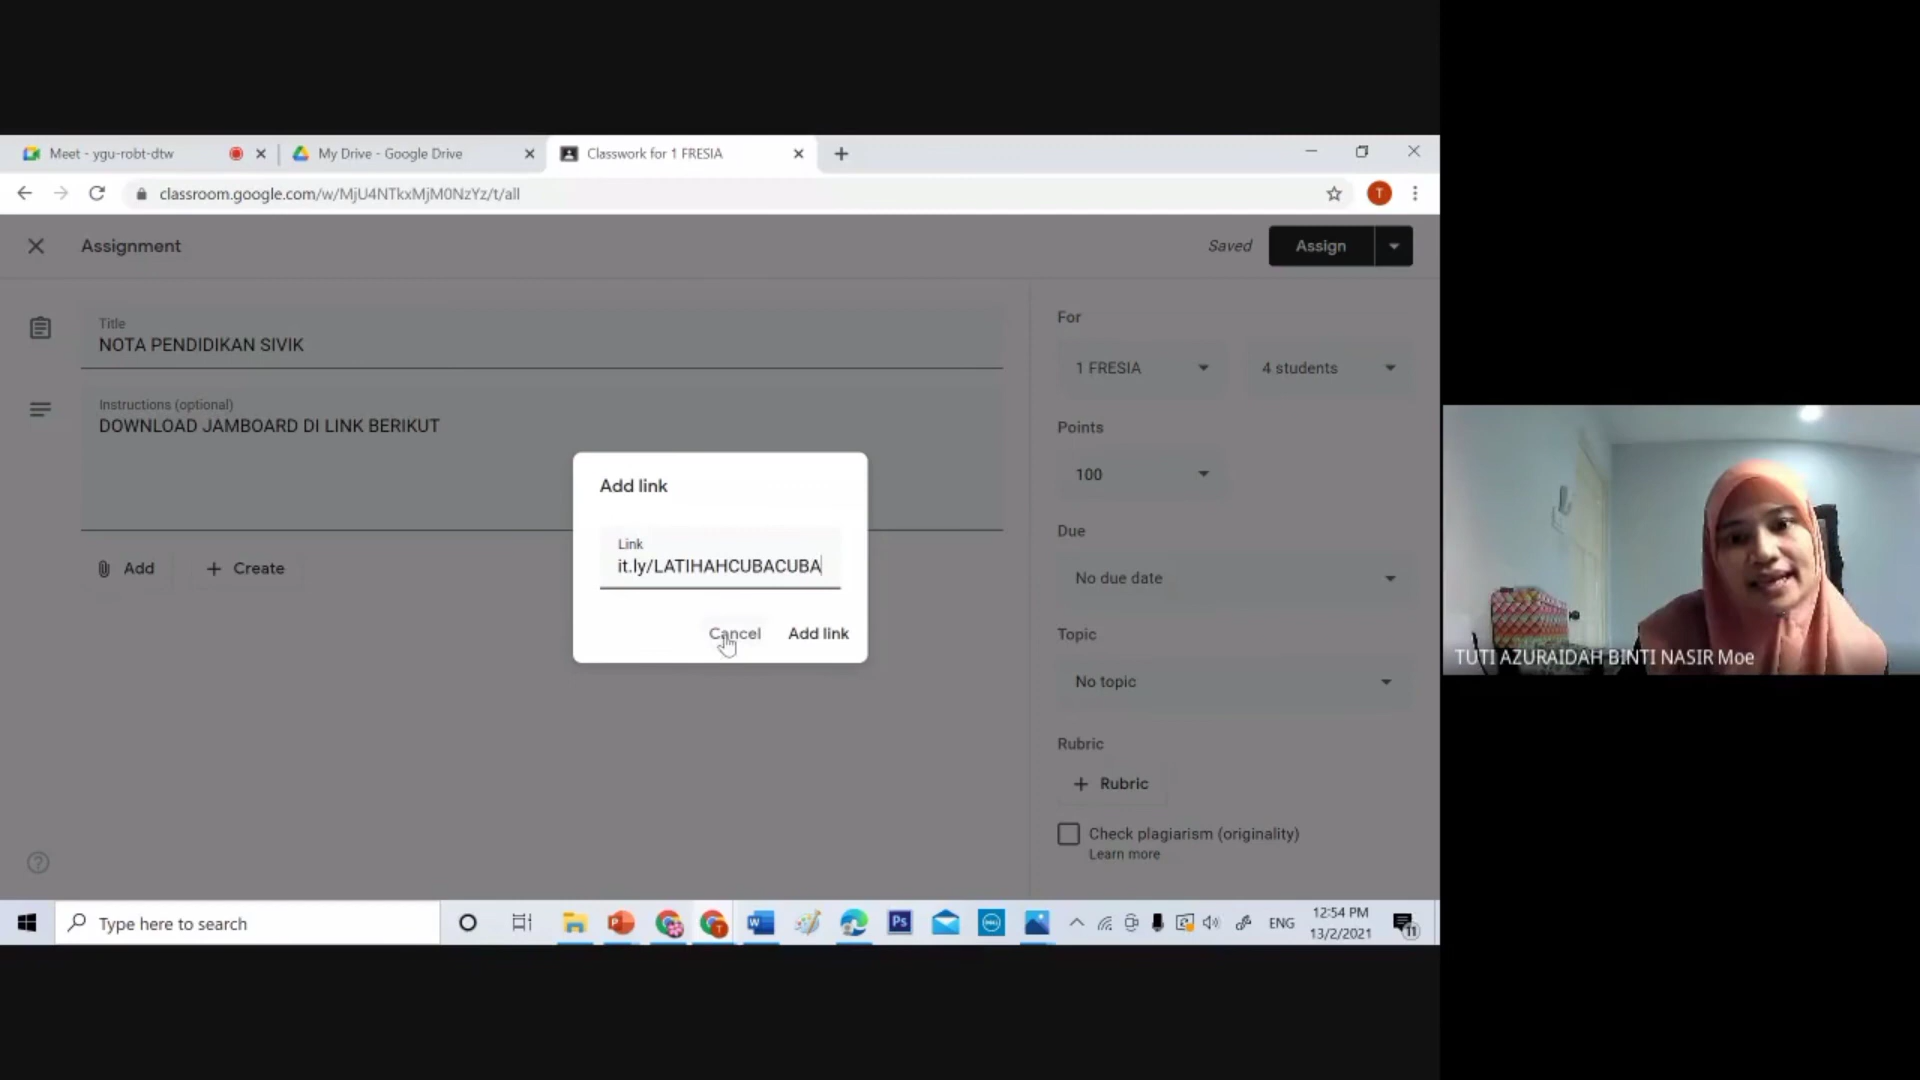 Meet - ygu-robt-dtw
My Drive - Google Drive
Classwork for 1 FRESIA
classroom.google.com/w/MjU4NTkxMjM0NzYz/t/all
T
Assignment
Saved
Assign
Title
NOTA PENDIDIKAN SIVIK
Instructions (optional)
DOWNLOAD JAMBOARD DI LINK BERIKUT
Add
Create
Add link
Link
it.ly/LATIHAHCUBACUBA
Cancel
Add link
For
1 FRESIA
4 students
Points
100
Due
No due date
Topic
No topic
Rubric
Rubric
Check plagiarism (originality)
Learn more
TUTI AZURAIDAH BINTI NASIR Moe
Type here to search
Ps
ENG
12:54 PM
13/2/2021
11